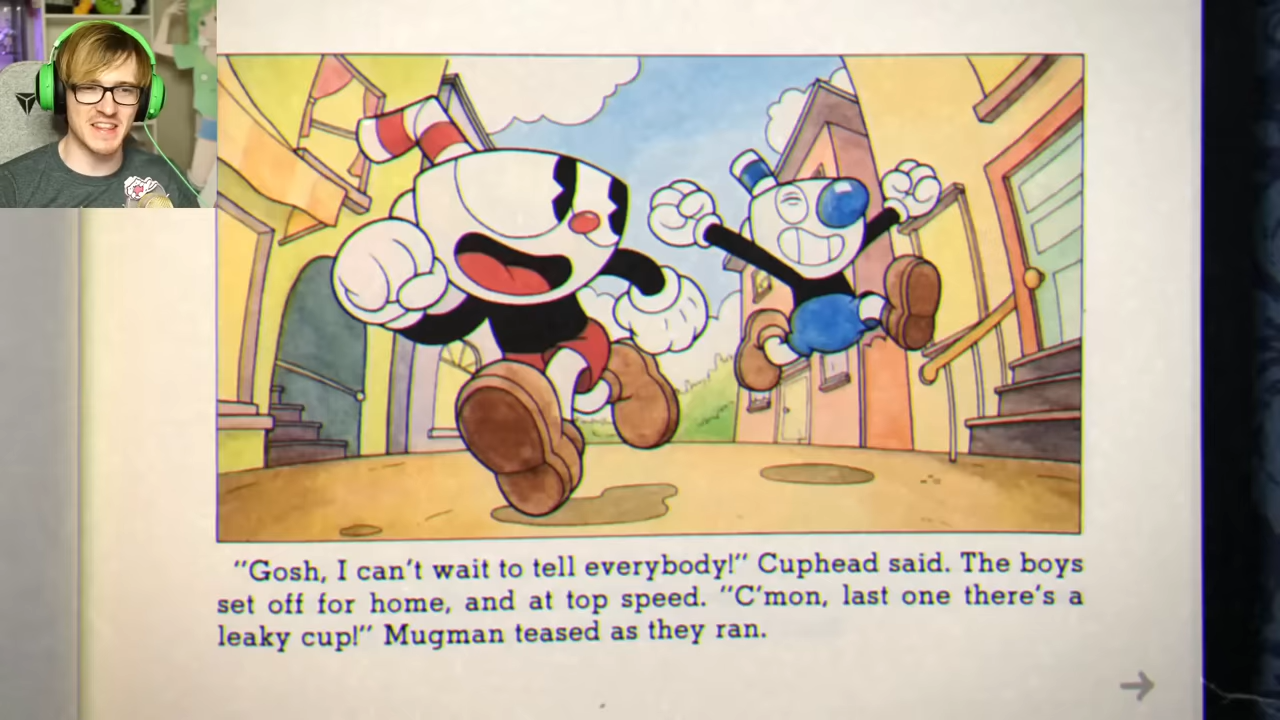 "Gosh, I can't wait to tell everybody!" Cuphead said. The boys
set off for home, and at top speed. "C'mon, last one there's a
leaky cup!" Mugman teased as they ran.